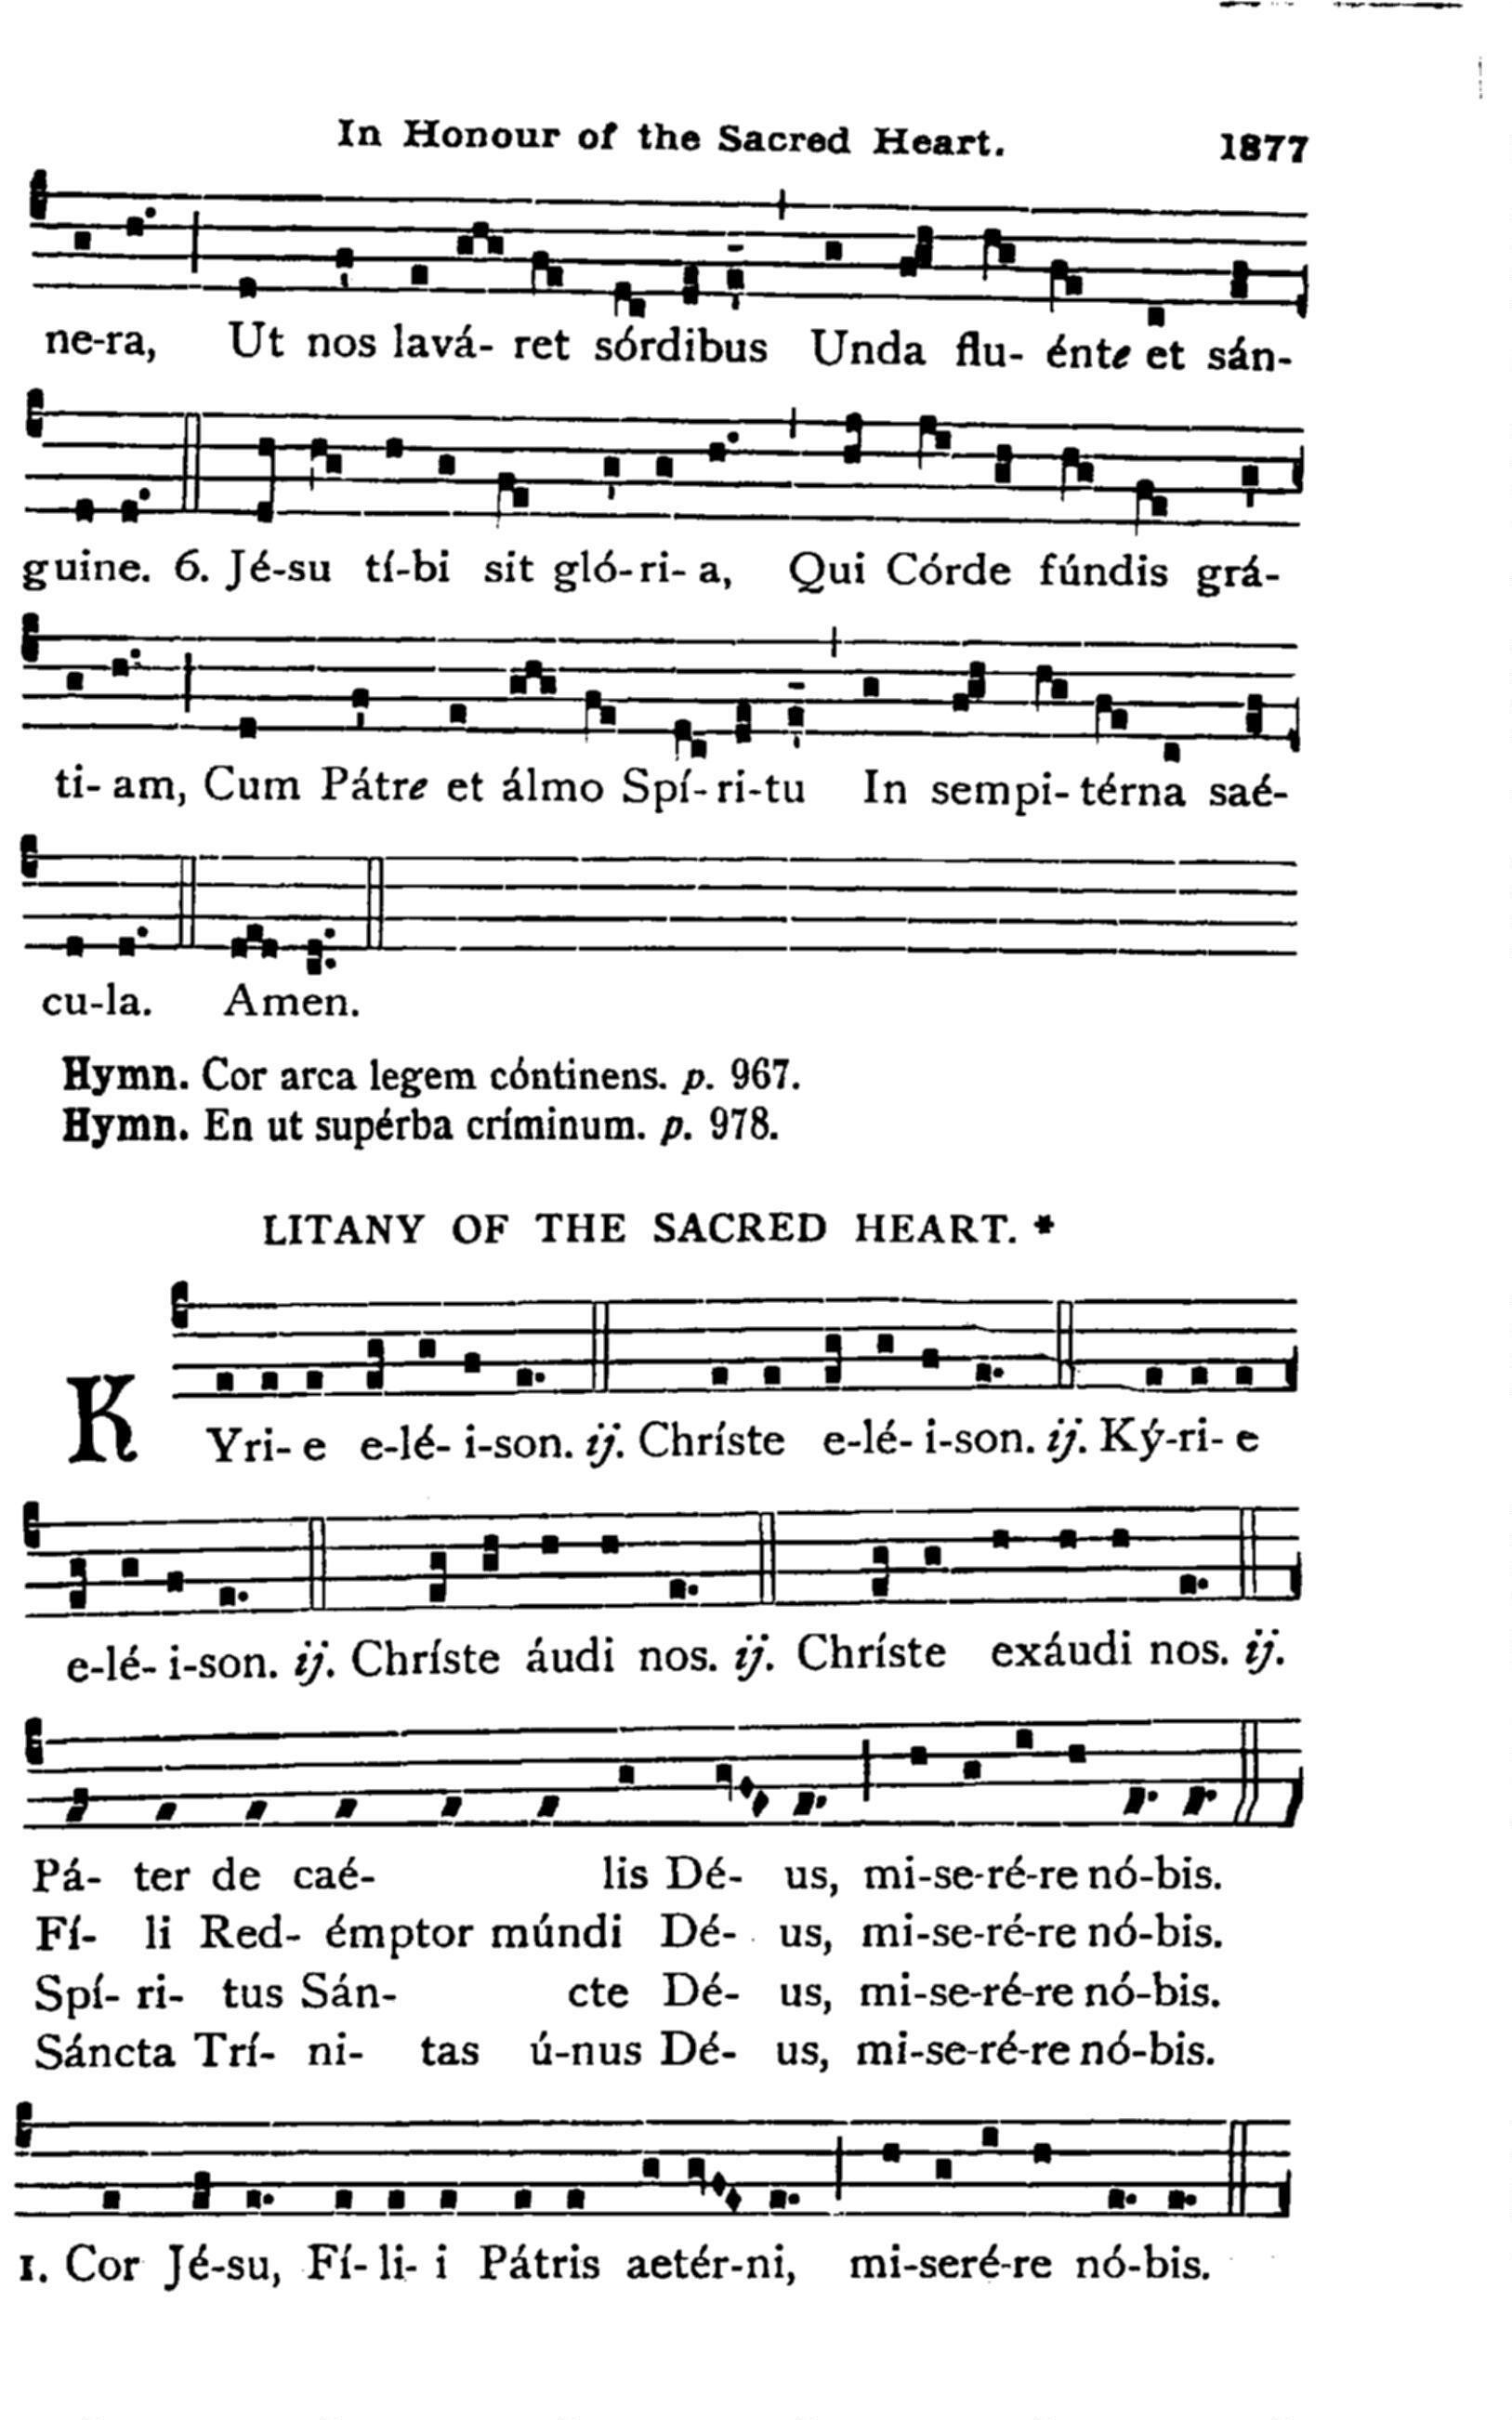 In Honour of the Sacred Heart. 1877
ne-ra, Ut nos lavá- ret sórdibus Unda flu- énte et sán-
guine. 6. Jé-su tí-bi sit gló-ri- a, Qui Córde fúndis grá-
ti- am, Cum Pátre et álmo Spí-ri-tu In sempi-térna saé-
cu-la. Amen.
Hymn. Cor arca legem cóntinens. p. 967.
Hymn. En ut supérba críminum. p. 978.
LITANY OF THE SACRED HEART. *
KYri- e e-lé- i-son. ij. Chríste e-lé- i-son. ij. Ký-ri- e
e-lé- i-son. ij. Chríste áudi nos. ij. Chríste exáudi nos. ij.
Pá- ter de caé- lis Dé- us, mi-se-ré-re nó-bis.
Fí- li Red- émptor múndi Dé- us, mi-se-ré-re nó-bis.
Spí- ri- tus Sán- cte Dé- us, mi-se-ré-re nó-bis.
Sáncta Trí- ni- tas ú-nus Dé- us, mi-se-ré-re nó-bis.
1. Cor Jé-su, Fí- li- i Pátris aetér-ni, mi-seré-re nó-bis.